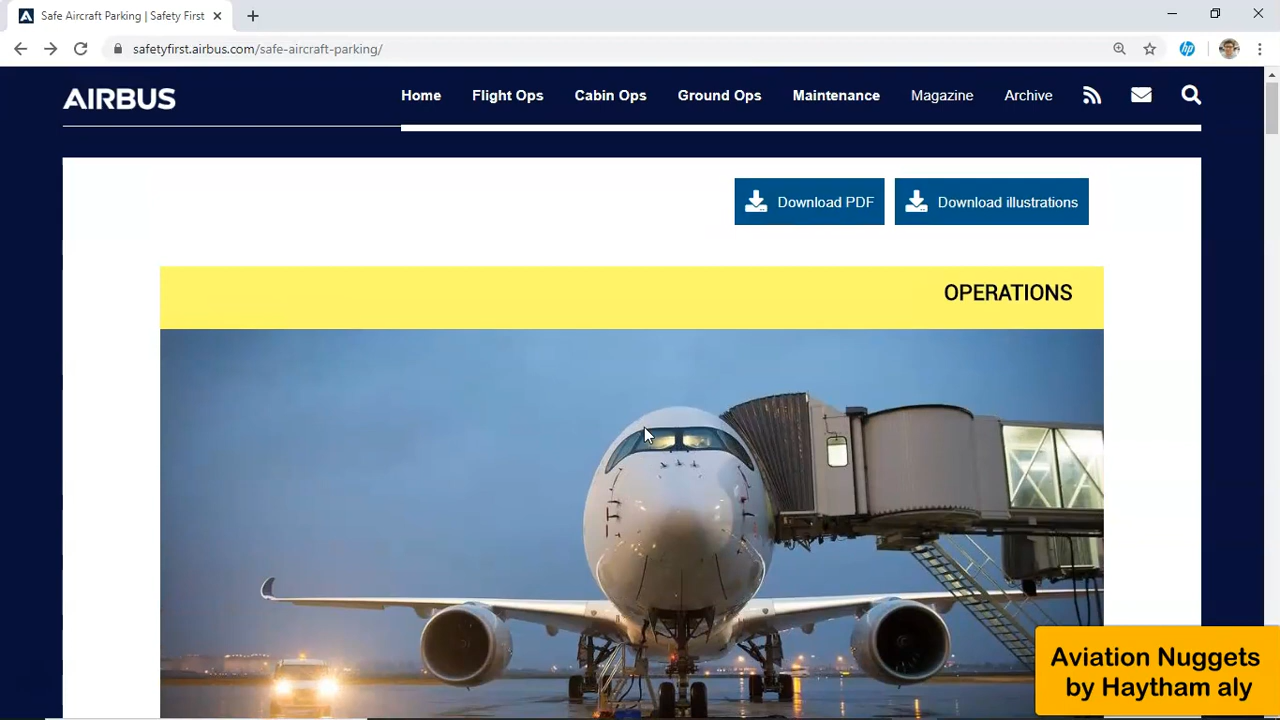 Safe Aircraft Parking | Safety First
safetyfirst.airbus.com/safe-aircraft-parking/
hp
AIRBUS
Home Flight Ops Cabin Ops Ground Ops Maintenance Magazine Archive
Download PDF Download illustrations
OPERATIONS
Aviation Nuggets
by Haytham aly